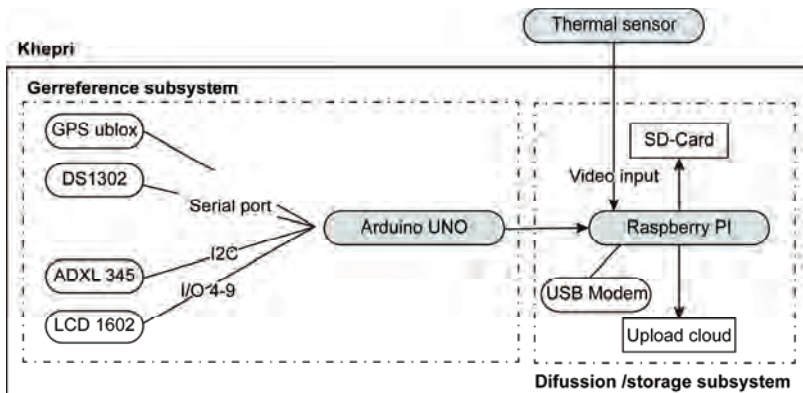 Thermal sensor
Khepri
Gerreference subsystem
GPS ublox
SD-Card
DS1302
Video input
Serial port
Arduino UNO
Raspberry PI
I2C
ADXL 345
I/O 4-9
USB Modem
LCD 1602
Upload cloud
Difussion /storage subsystem